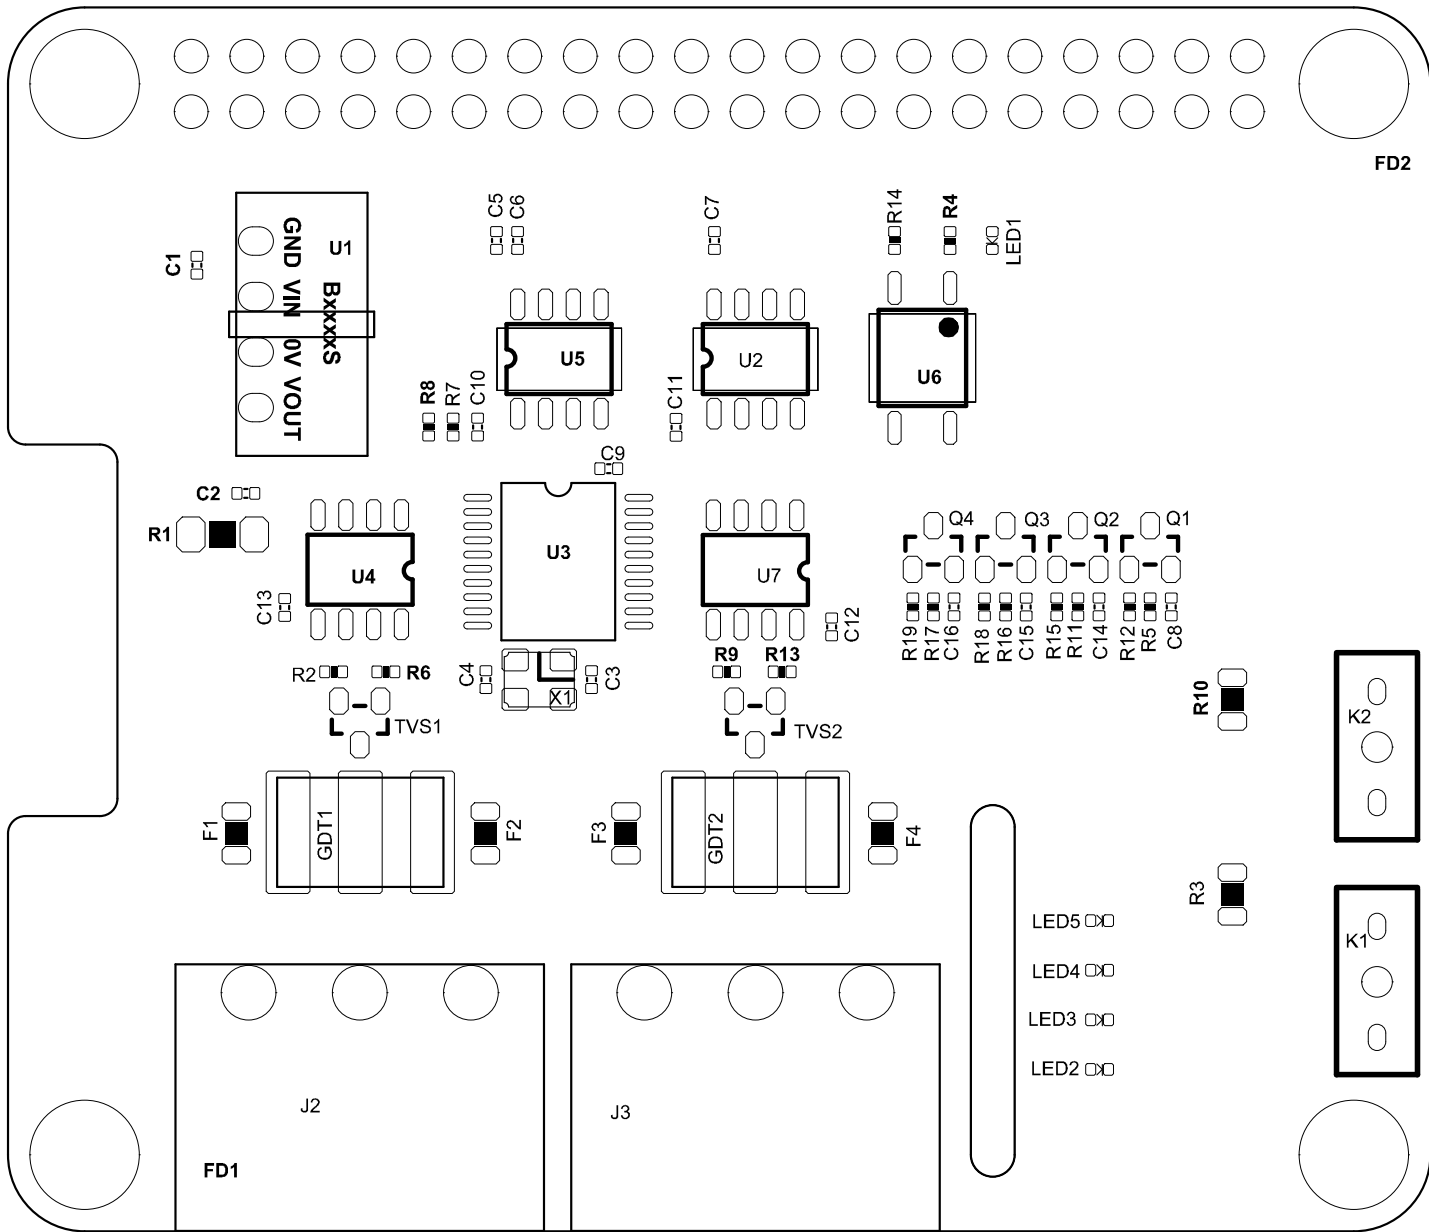 FD2
C5
C6
C7
R14
R4
LED1
C1
GND VIN 0V VOUT
U1
BxxxxS
U5
U2
U6
R8
R7
C10
C11
C9
C2
R1
U4
U3
U7
Q4
Q3
Q2
Q1
C13
C12
R19
R17
C16
R18
R16
C15
R15
R11
C14
R12
R5
C8
R2
R6
C4
X1
C3
R9
R13
R10
K2
TVS1
TVS2
F1
GDT1
F2
F3
GDT2
F4
R3
LED5
K1
LED4
LED3
LED2
J2
J3
FD1